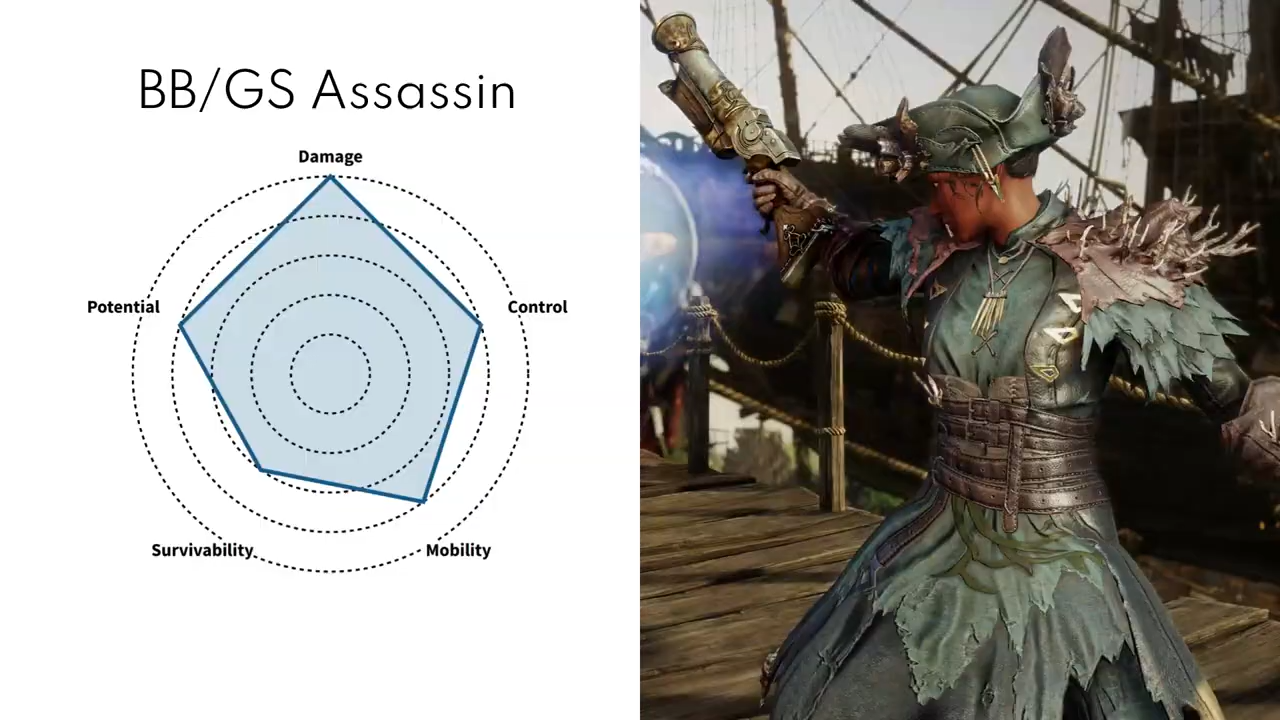 BB/GS Assassin
Damage
Potential
Control
Survivability
Mobility